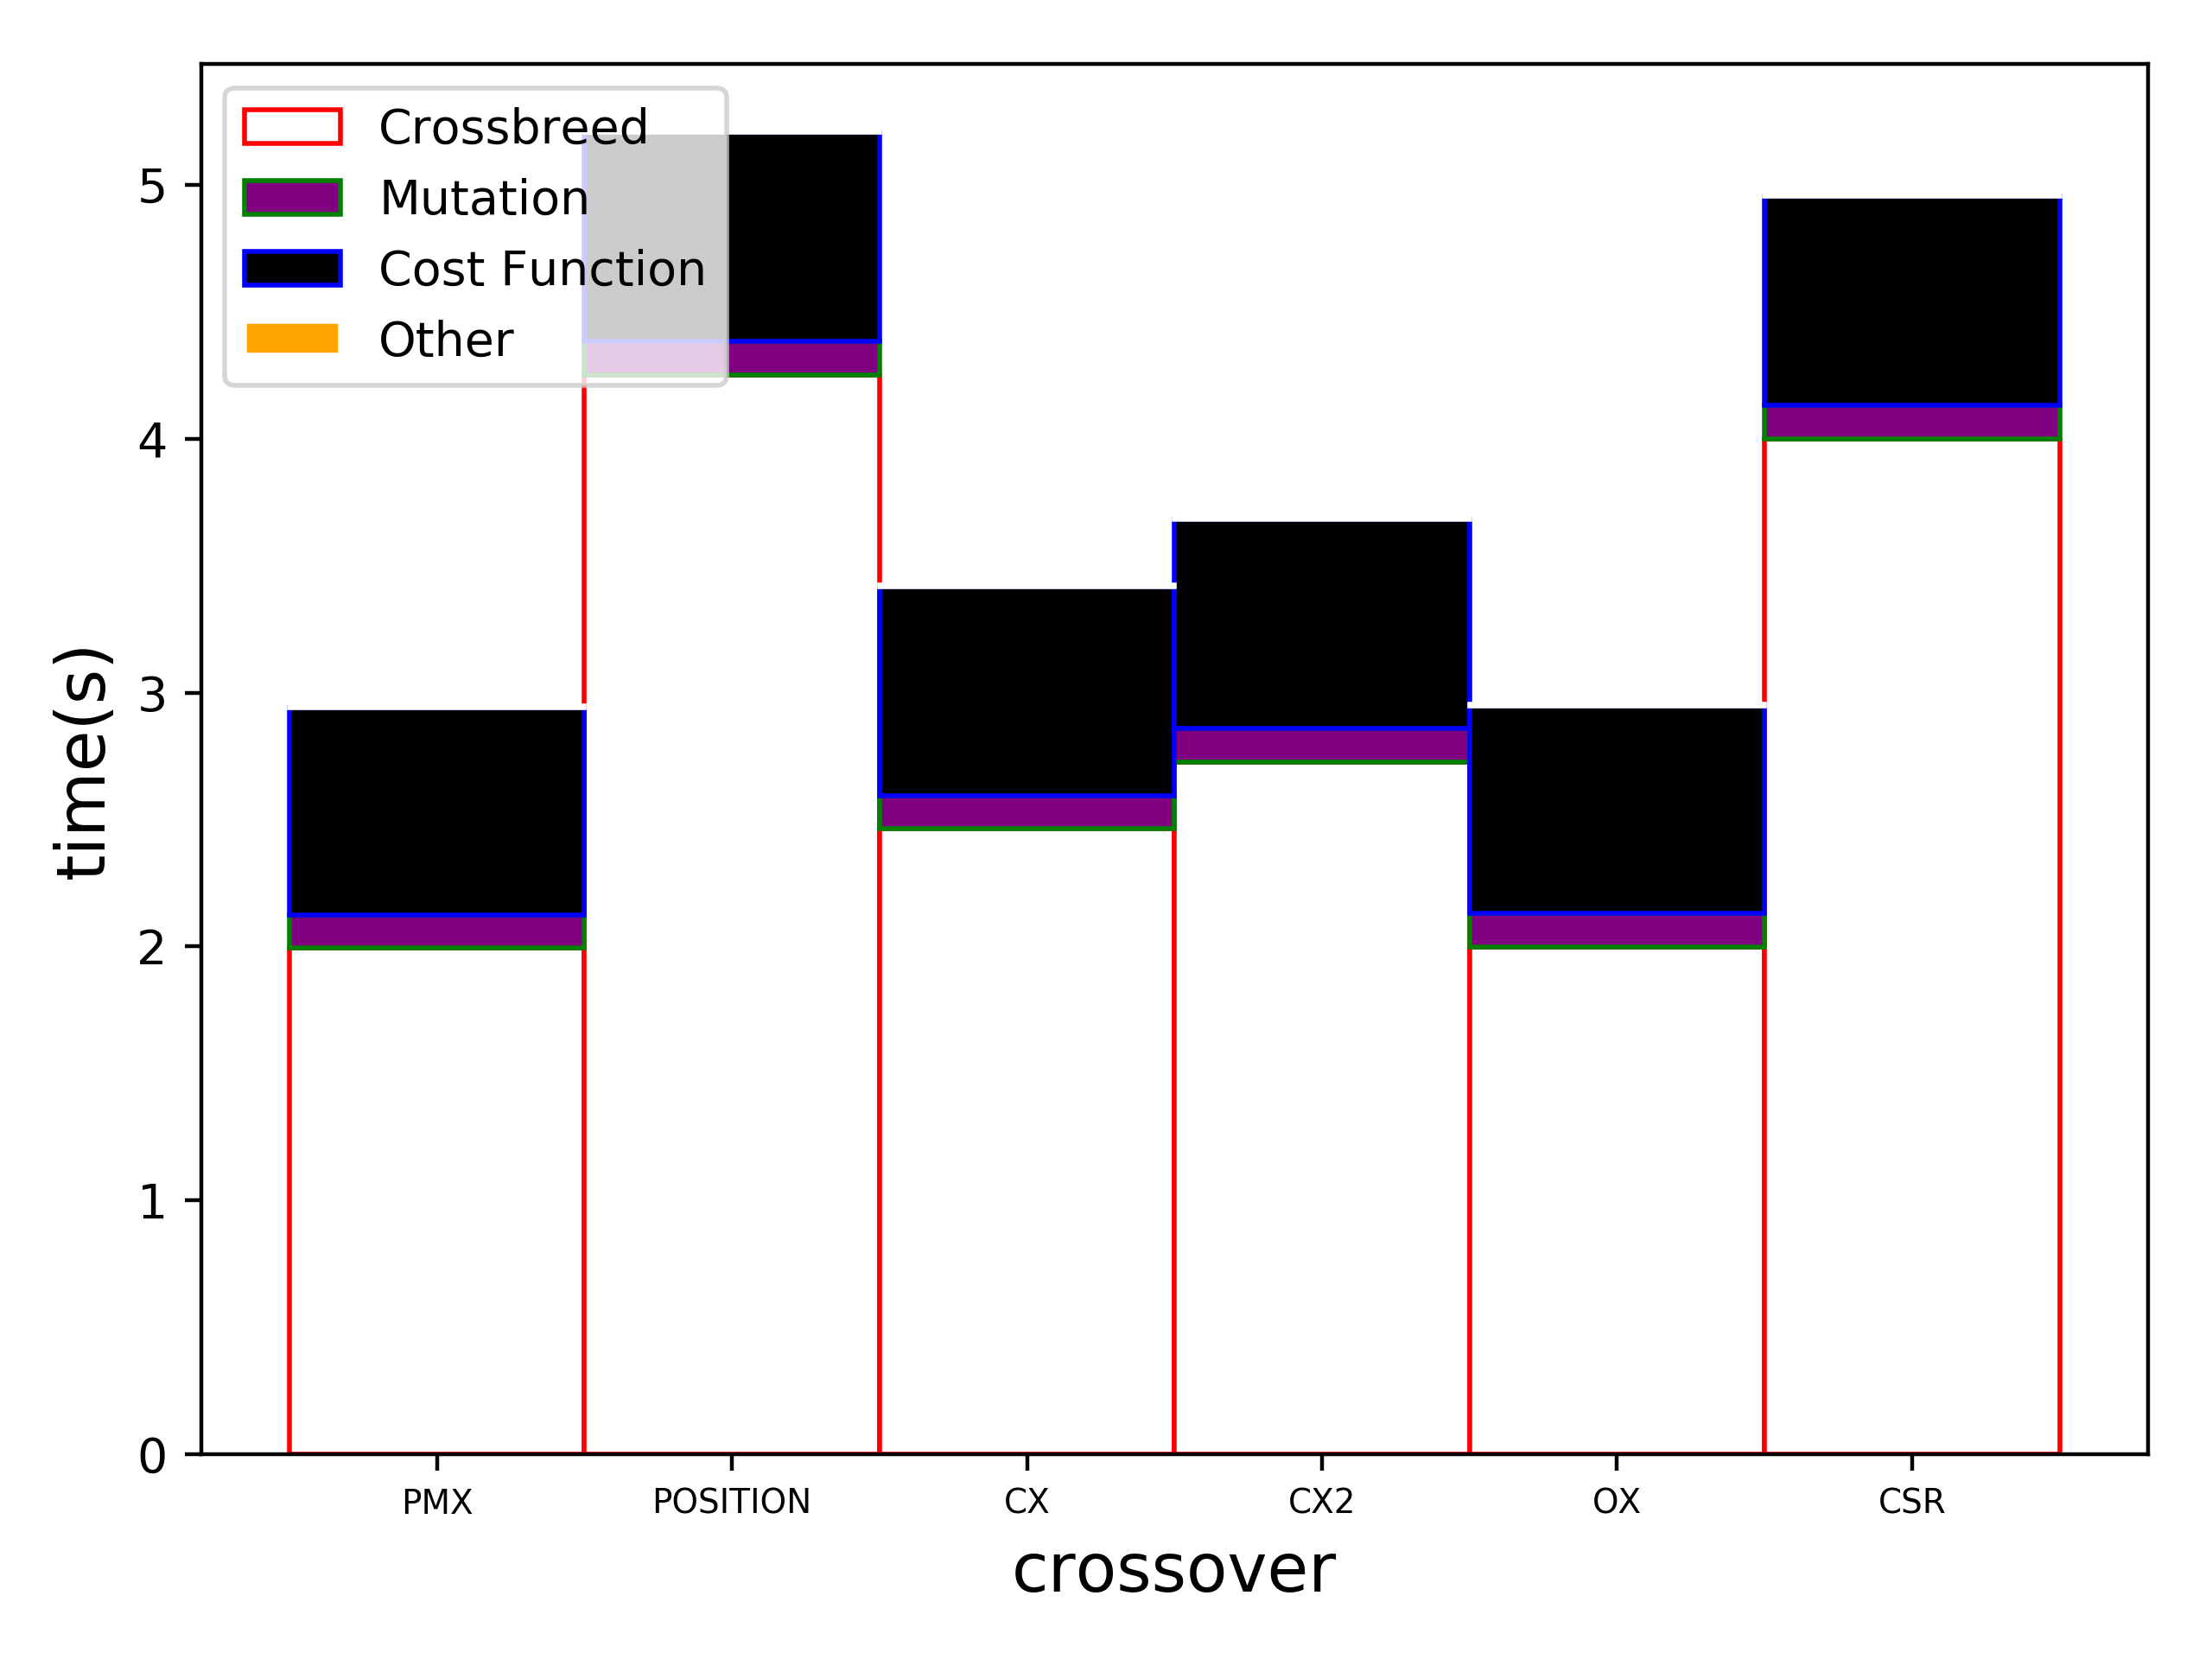 Crossbreed
Mutation
Cost Function
Other
5
4
3
2
1
0
time(s)
PMX POSITION CX CX2 OX CSR
crossover